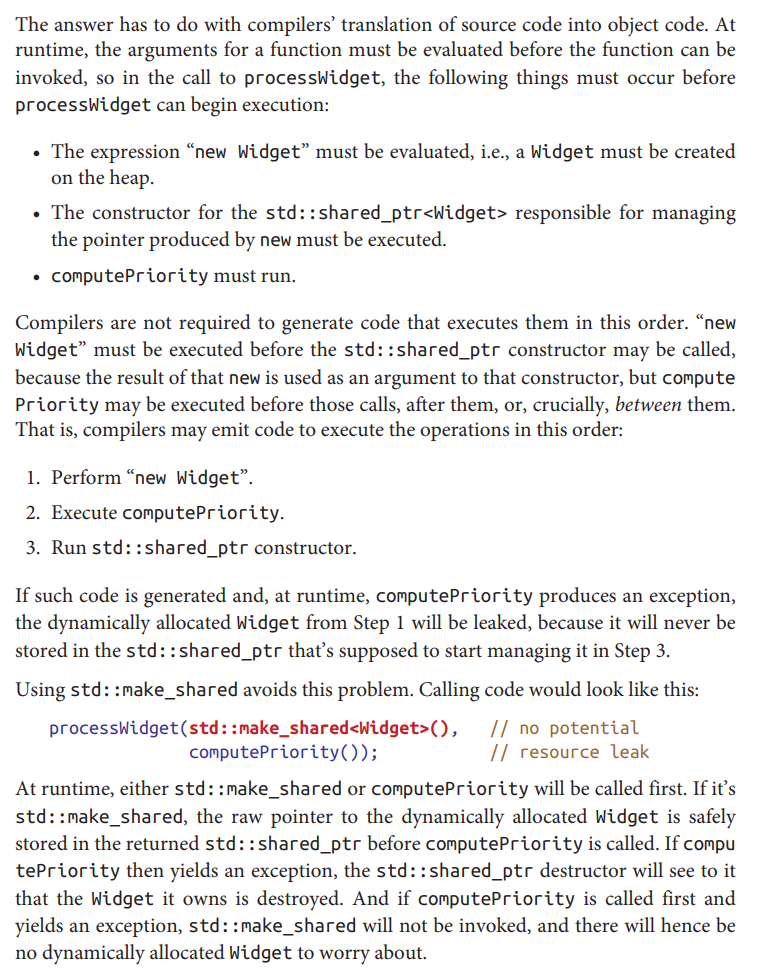 The answer has to do with compilers’ translation of source code into object code. At
runtime, the arguments for a function must be evaluated before the function can be
invoked, so in the call to processWidget, the following things must occur before
processWidget can begin execution:
• The expression “new Widget” must be evaluated, i.e., a Widget must be created
on the heap.
• The constructor for the std::shared_ptr<Widget> responsible for managing
the pointer produced by new must be executed.
• computePriority must run.
Compilers are not required to generate code that executes them in this order. “new
Widget” must be executed before the std::shared_ptr constructor may be called,
because the result of that new is used as an argument to that constructor, but compute
Priority may be executed before those calls, after them, or, crucially, between them.
That is, compilers may emit code to execute the operations in this order:
1. Perform “new Widget”.
2. Execute computePriority.
3. Run std::shared_ptr constructor.
If such code is generated and, at runtime, computePriority produces an exception,
the dynamically allocated Widget from Step 1 will be leaked, because it will never be
stored in the std::shared_ptr that’s supposed to start managing it in Step 3.
Using std::make_shared avoids this problem. Calling code would look like this:
processWidget(std::make_shared<Widget>(), // no potential
computePriority()); // resource leak
At runtime, either std::make_shared or computePriority will be called first. If it’s
std::make_shared, the raw pointer to the dynamically allocated Widget is safely
stored in the returned std::shared_ptr before computePriority is called. If compu
tePriority then yields an exception, the std::shared_ptr destructor will see to it
that the Widget it owns is destroyed. And if computePriority is called first and
yields an exception, std::make_shared will not be invoked, and there will hence be
no dynamically allocated Widget to worry about.